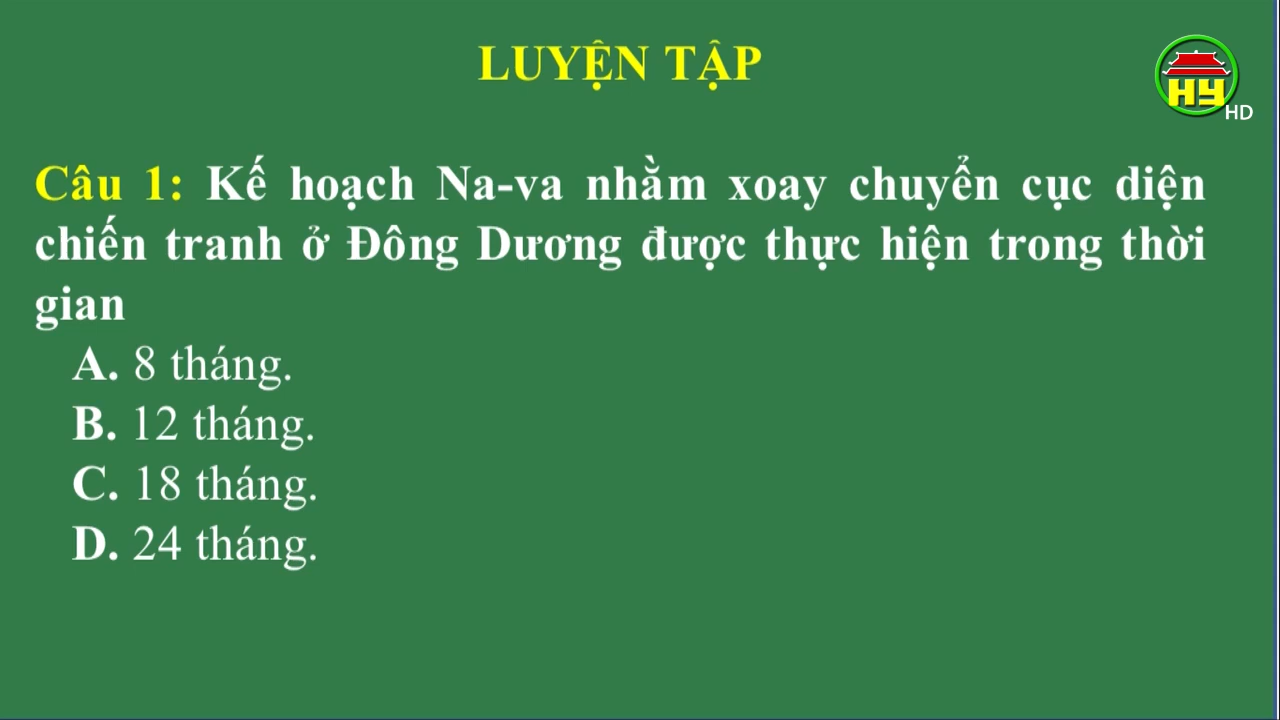 LUYỆN TẬP
HY
HD
Câu 1: Kế hoạch Na-va nhằm xoay chuyển cục diện
chiến tranh ở Đông Dương được thực hiện trong thời
gian
A. 8 tháng.
B. 12 tháng.
C. 18 tháng.
D. 24 tháng.